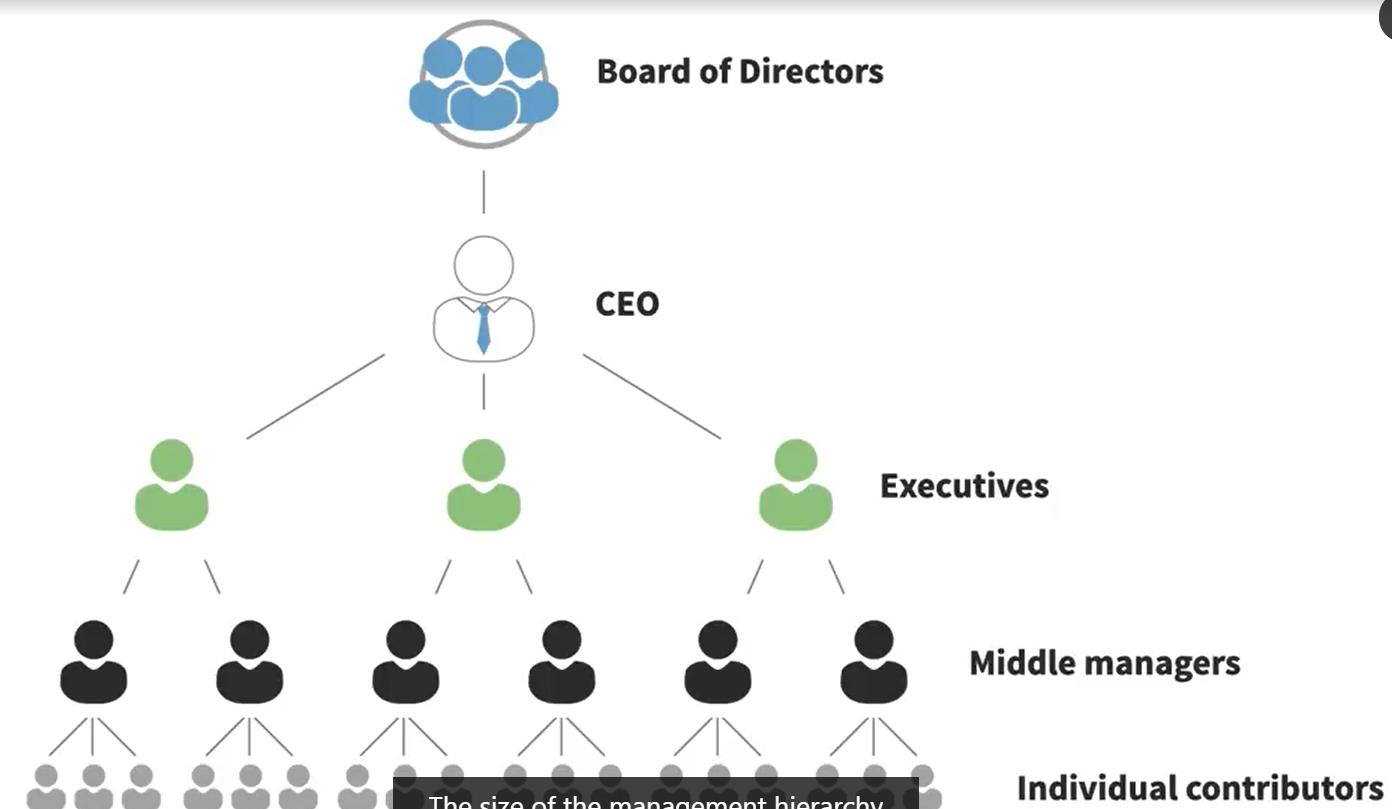 Board of Directors
CEO
Executives
Middle managers
Individual contributors
The size of the management hierarchy